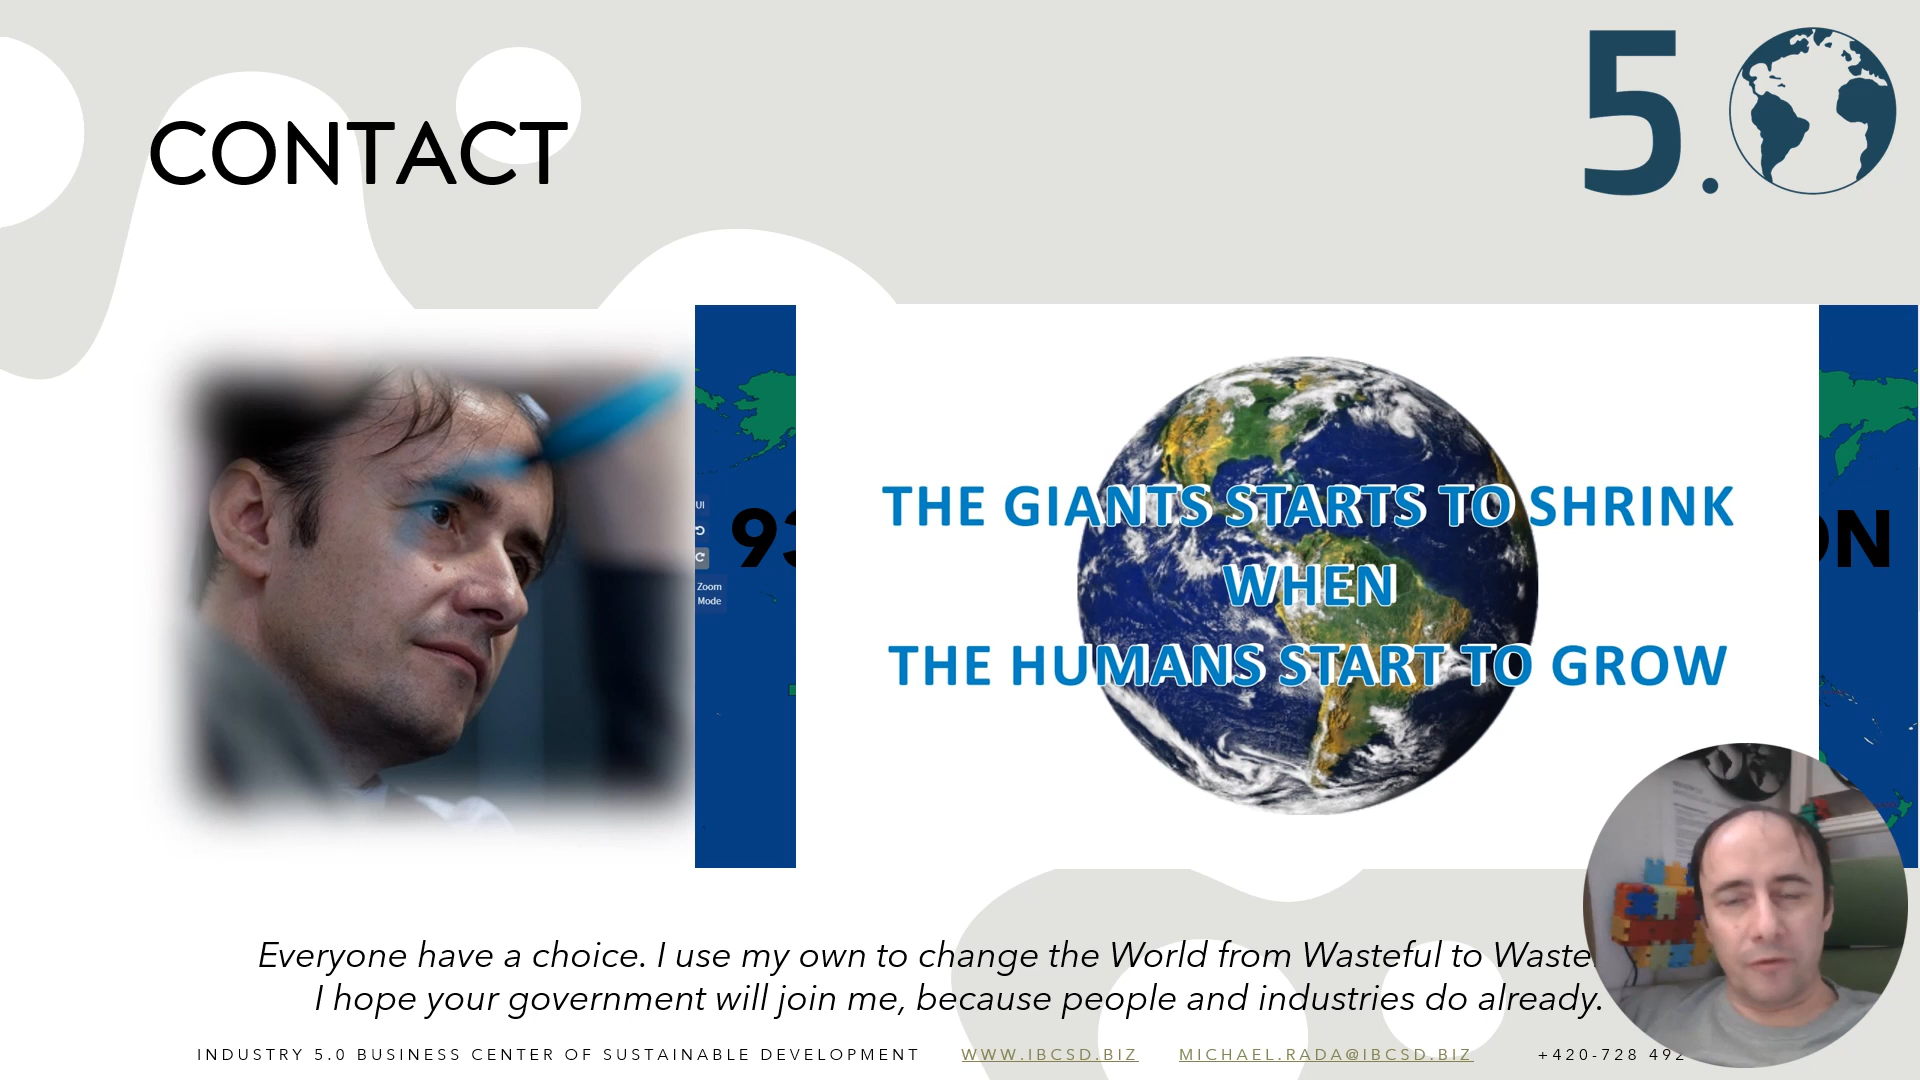 5.0
CONTACT
UI
Zoom
Mode
THE GIANTS STARTS TO SHRINK
WHEN
THE HUMANS START TO GROW
Everyone have a choice. I use my own to change the World from Wasteful to
I hope your government will join me, because people and industries do already.
INDUSTRY 5.0 BUSINESS CENTER OF SUSTAINABLE DEVELOPMENT WWW.IBCSD.BIZ MICHAEL.RADA@IBCSD.BIZ +420-728 492